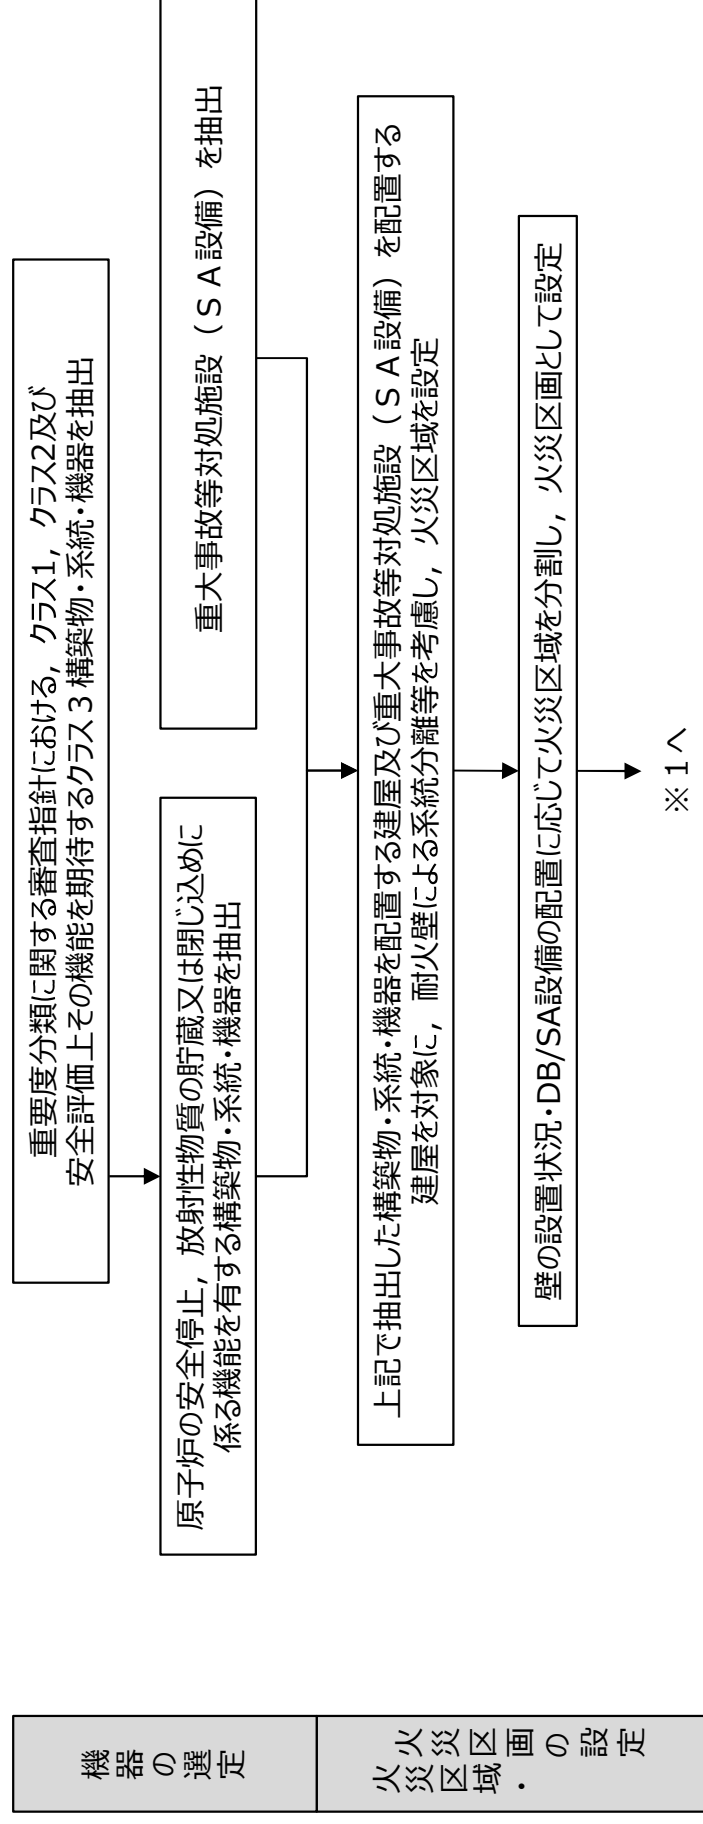 機器の選定
重要度分類に関する審査指針における，クラス1，クラス2及び
安全評価上その機能を期待するクラス３構築物・系統・機器を抽出
原子炉の安全停止，放射性物質の貯蔵又は閉じ込めに
係る機能を有する構築物・系統・機器を抽出
重大事故等対処施設（ＳＡ設備）を抽出
火災区域・
火災区画の設定
上記で抽出した構築物・系統・機器を配置する建屋及び重大事故等対処施設（ＳＡ設備）を配置する
建屋を対象に，耐火壁による系統分離等を考慮し，火災区域を設定
壁の設置状況・DB/SA設備の配置に応じて火災区域を分割し，火災区画として設定
※１へ